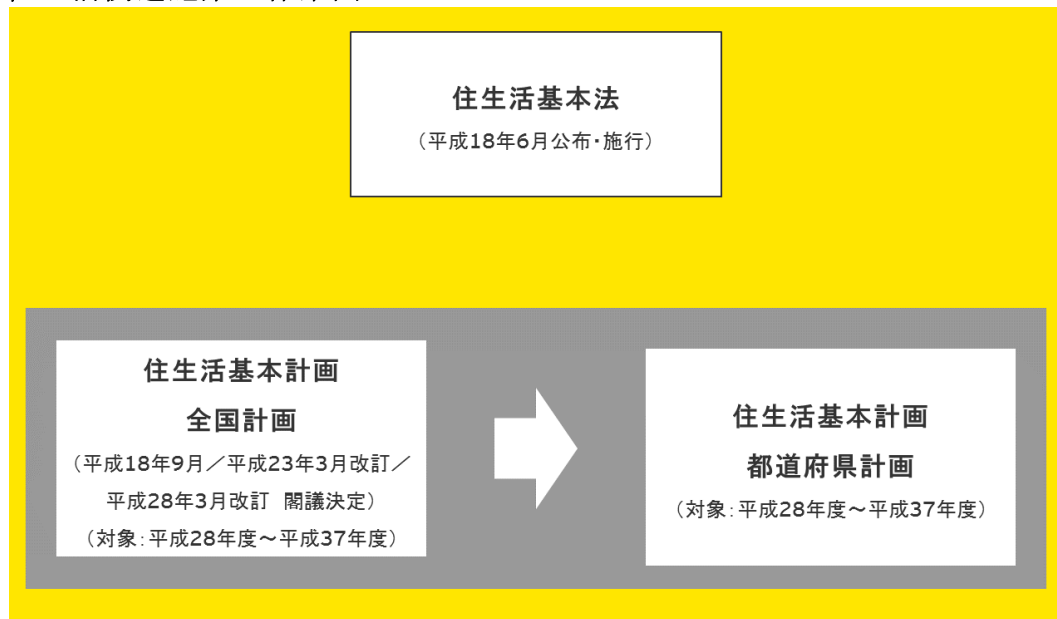 住生活基本法
（平成18年6月公布・施行）
住生活基本計画
全国計画
（平成18年9月／平成23年3月改訂／
平成28年3月改訂 閣議決定）
（対象：平成28年度～平成37年度）
住生活基本計画
都道府県計画
（対象：平成28年度～平成37年度）